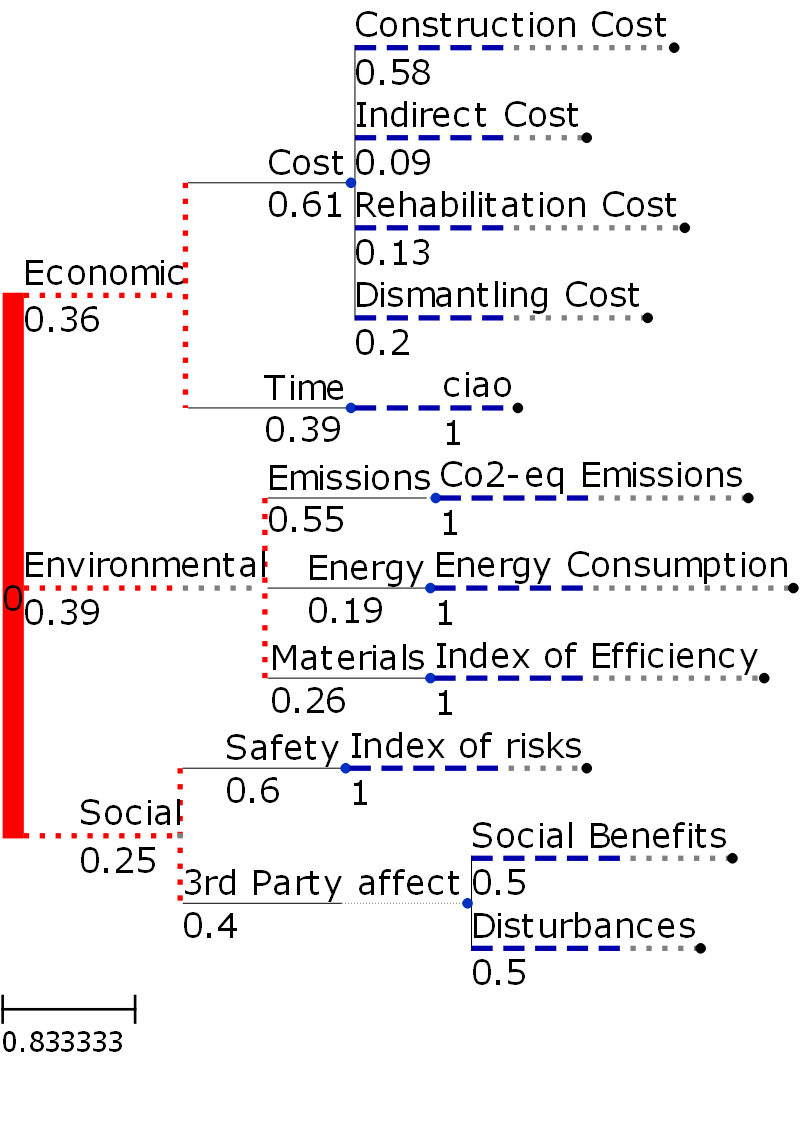 Construction Cost
0.58
Indirect Cost
0.09
Cost
0.61
Rehabilitation Cost
0.13
Economic
0.36
Dismantling Cost
0.2
Time
0.39
ciao
1
Emissions
0.55
Co2-eq Emissions
1
Environmental
0.39
0
Energy
0.19
Energy Consumption
1
Materials
0.26
Index of Efficiency
1
Safety
0.6
Index of risks
1
Social
0.25
3rd Party affect
0.4
Social Benefits
0.5
Disturbances
0.5
0.833333